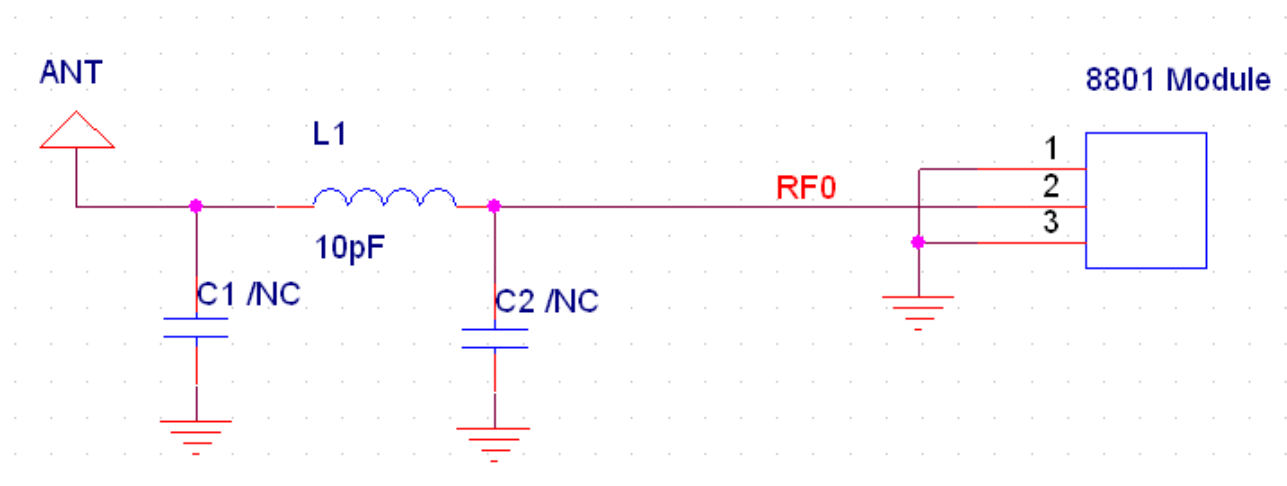 ANT
8801 Module
L1
1
RF0
2
3
10pF
C1 /NC
C2 /NC